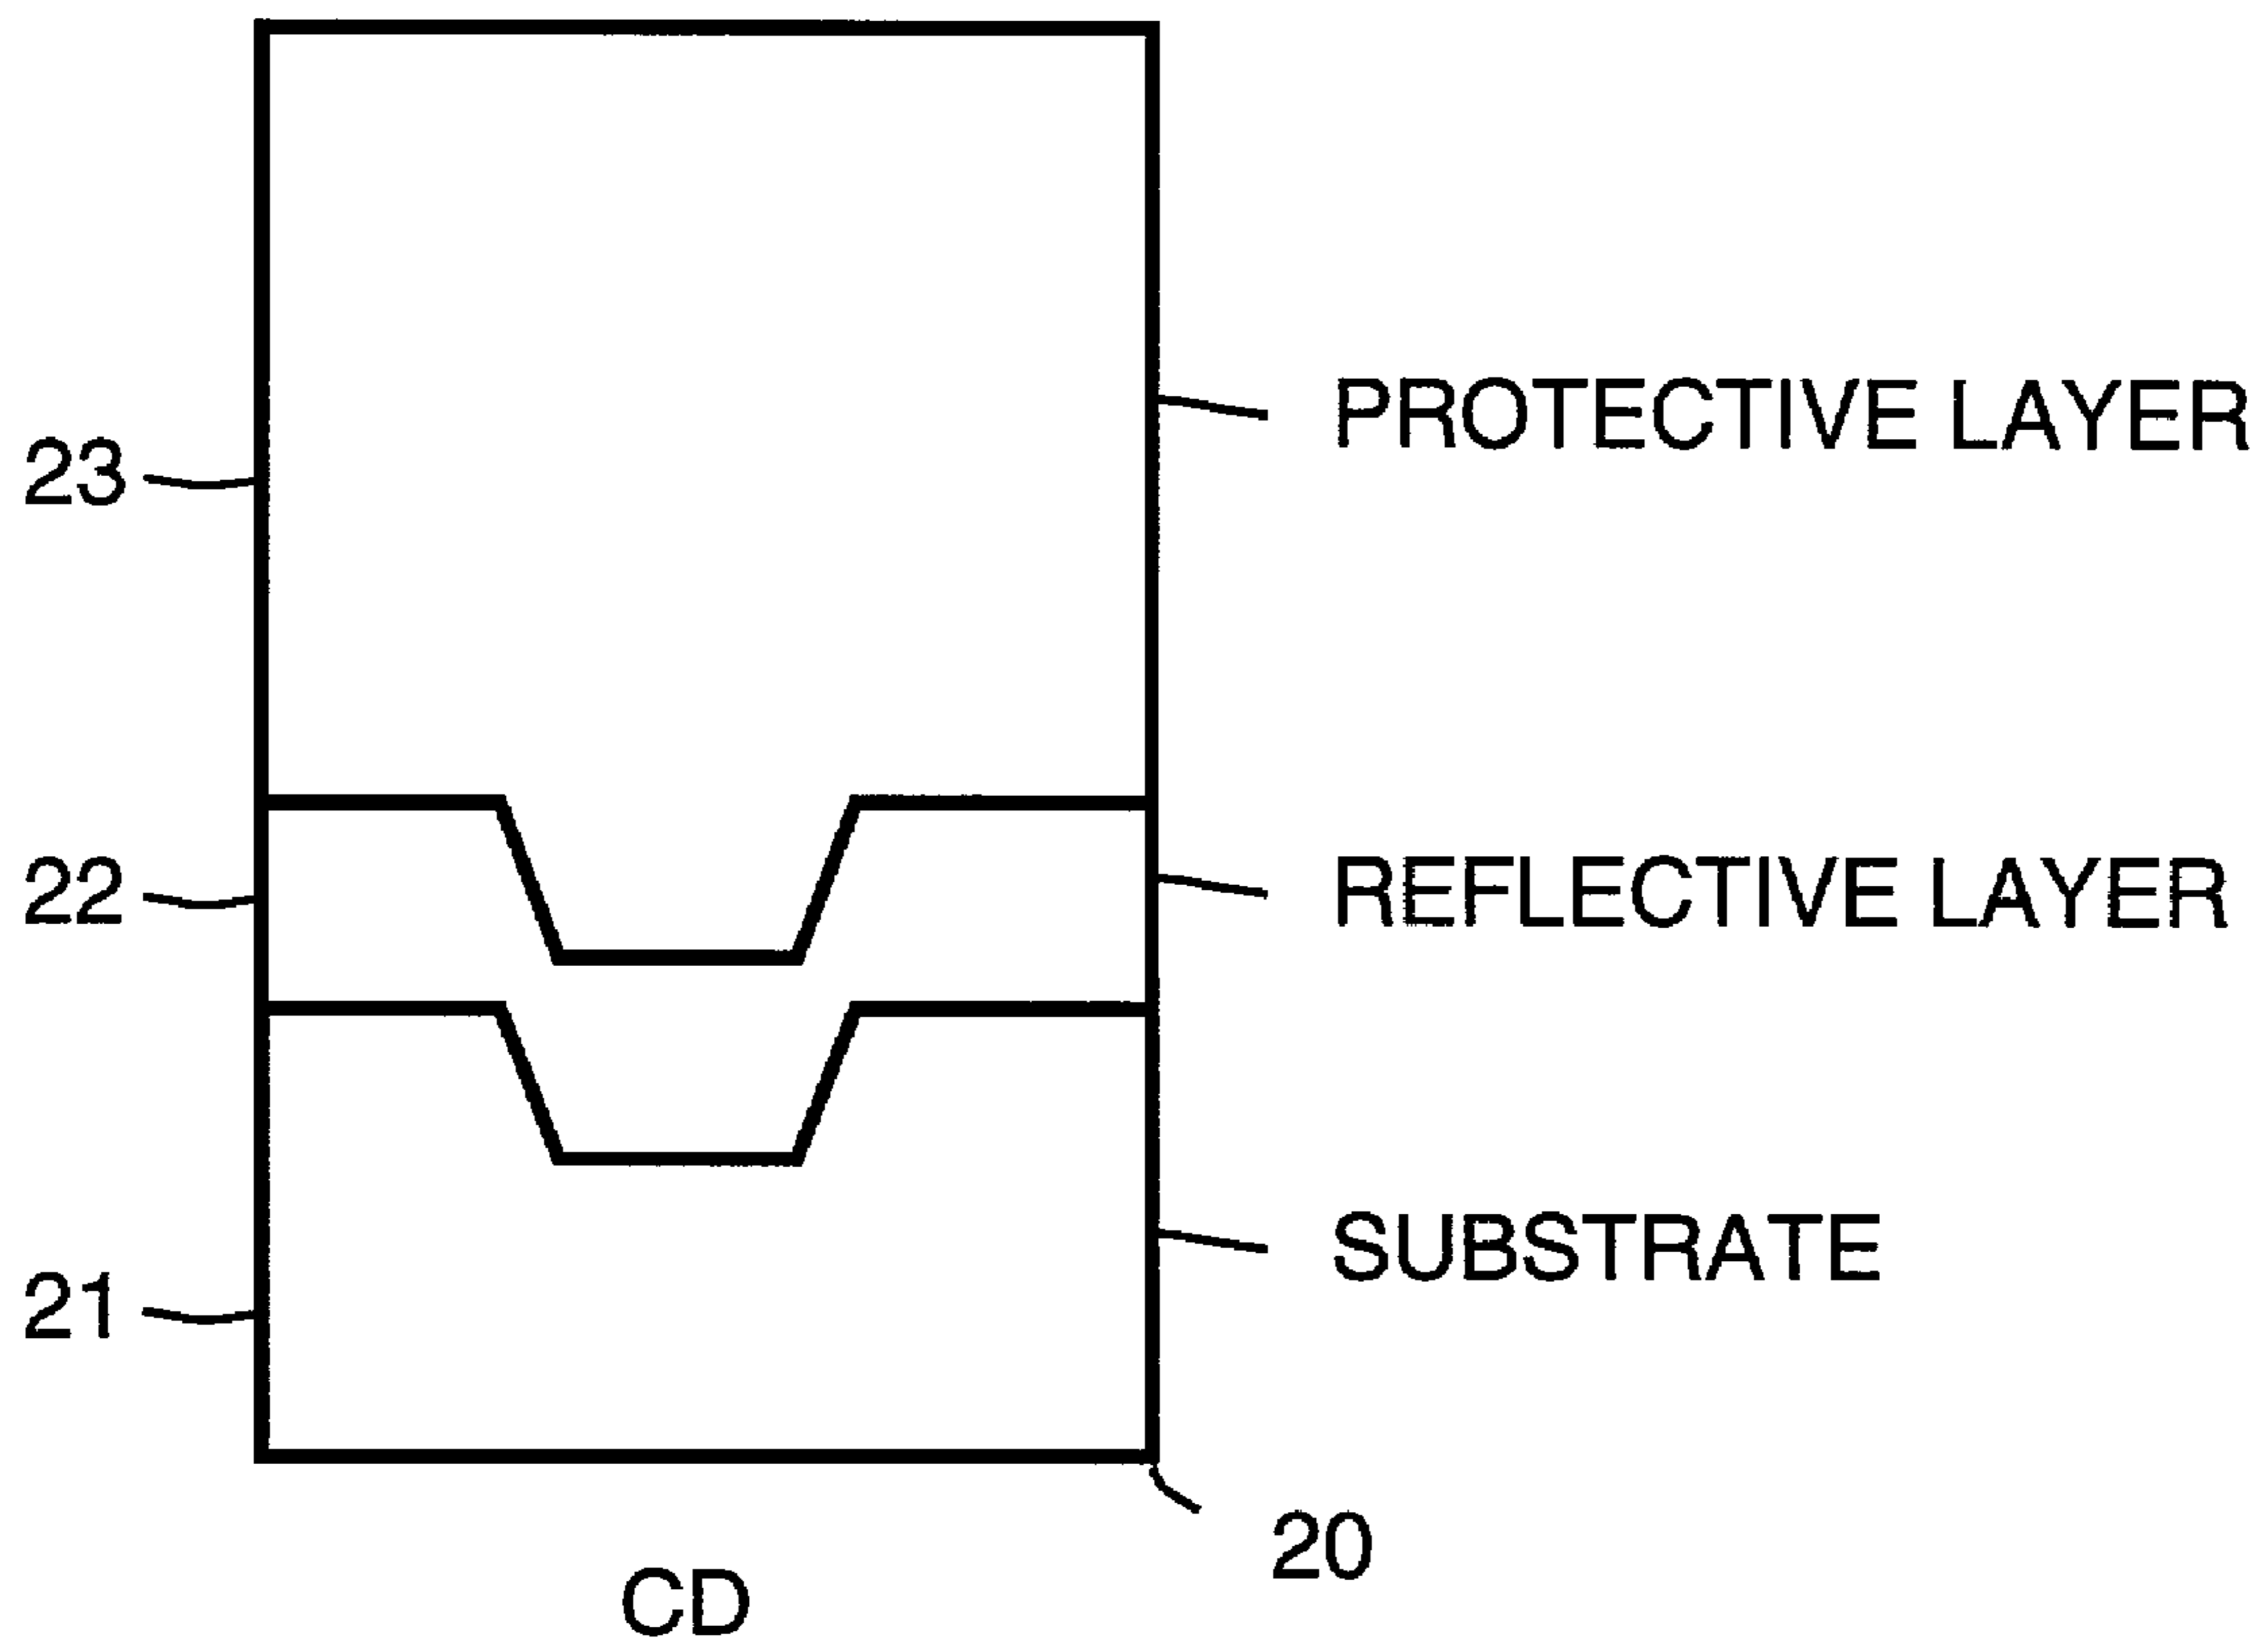 PROTECTIVE LAYER
23
22
REFLECTIVE LAYER
SUBSTRATE
21
20
CD